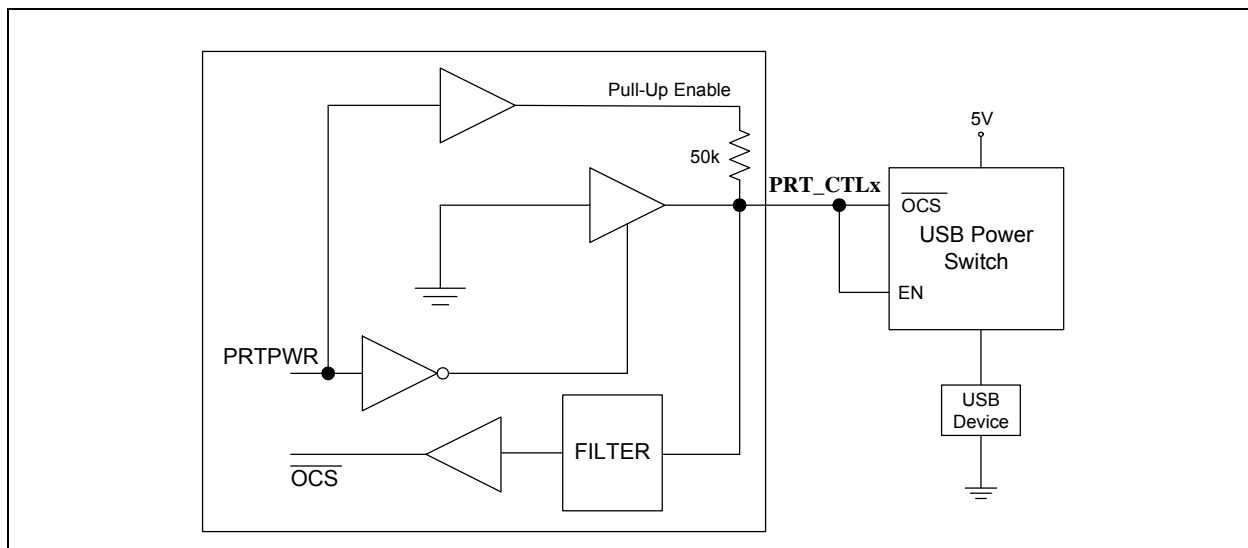 Pull-Up Enable
5V
50k
PRT_CTLx
OCS
USB Power
Switch
EN
PRTPWR
USB
Device
FILTER
OCS